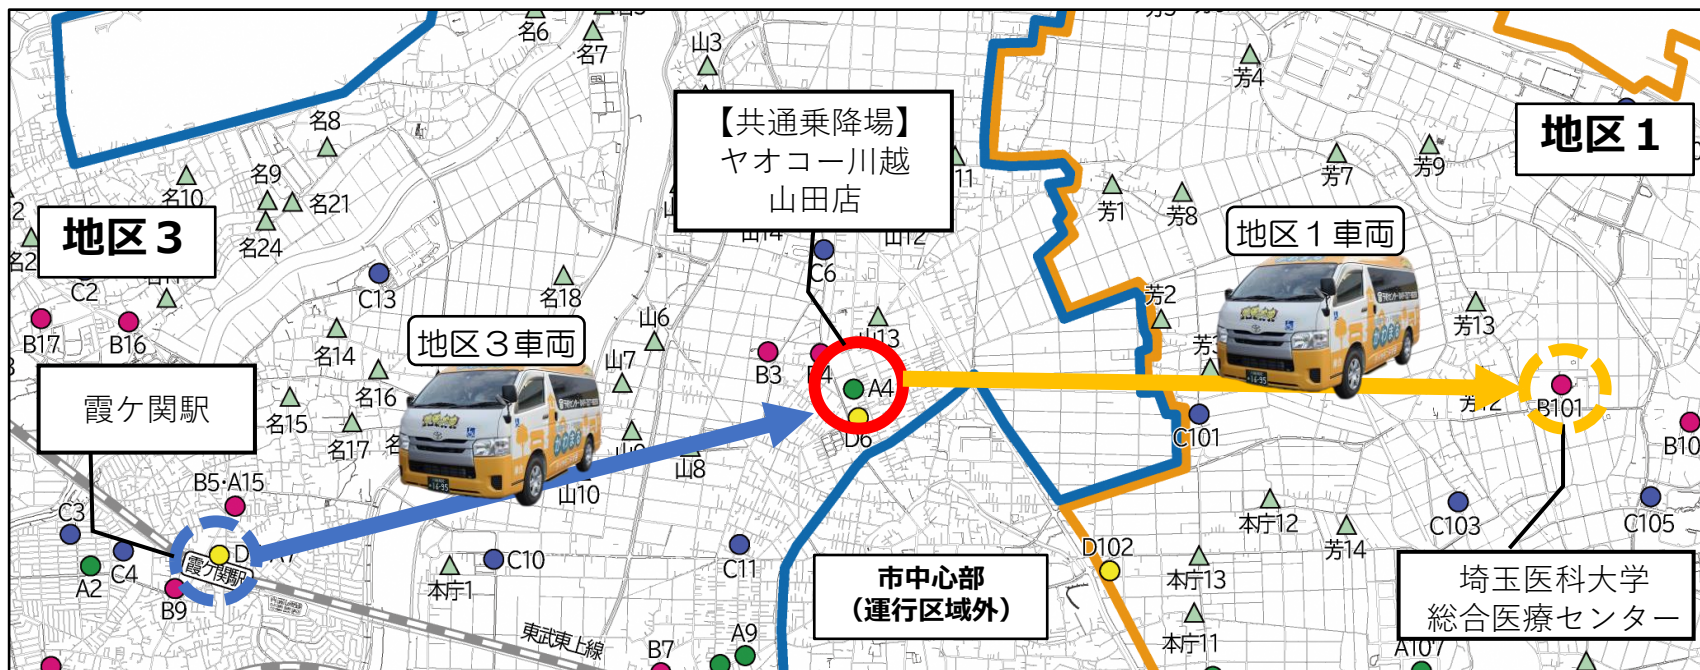 名6
名7
山3
芳4
【共通乗降場】
ヤオコー川越
山田店
地区１
名8
芳9
芳7
名9
名10
名21
芳1
芳8
名24
地区３
地区１車両
山12
C6
C2
C13
名18
芳2
芳13
B17
B16
山6
山13
地区３車両
名14
山7
B3
名16
A4
B101
霞ケ関駅
名15
名17
D6
C101
B10
山8
山10
B5・A15
本庁12
C103
C105
C3
芳14
D102
C4
A2
霞ケ関駅
B9
本庁1
C10
C11
市中心部
（運行区域外）
本庁13
埼玉医科大学
総合医療センター
本庁11
東武東上線
B7
A9
A107